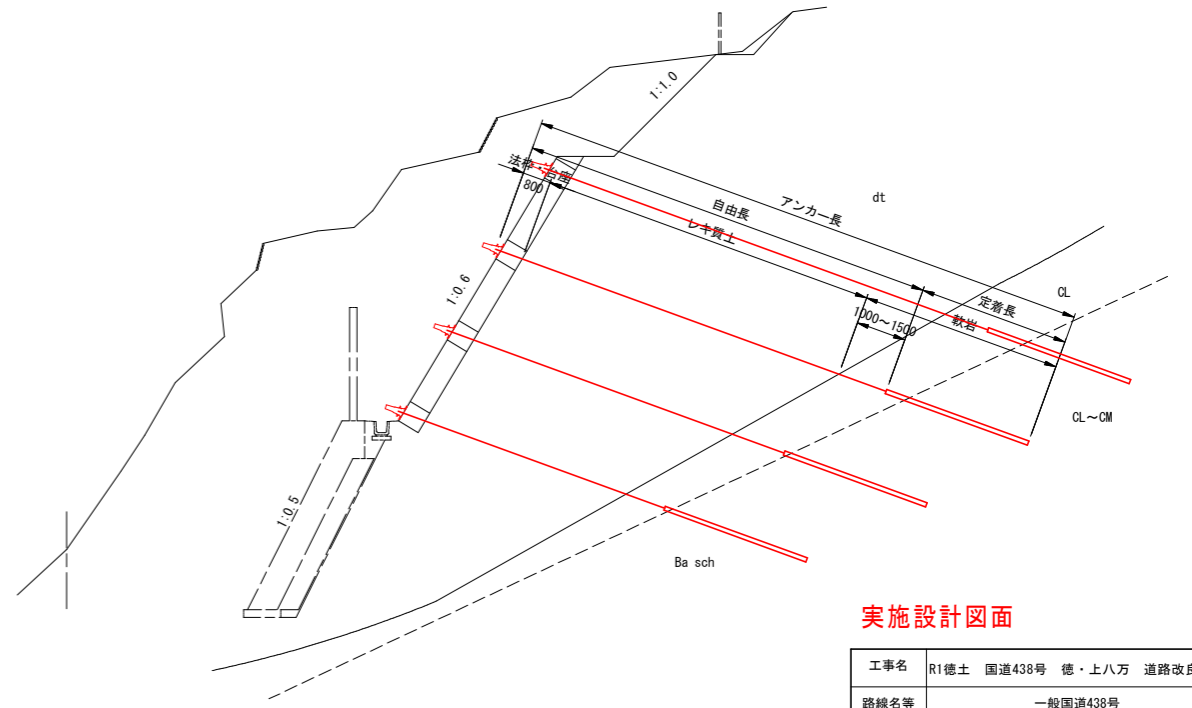 1:1.0
法枠・台座
800
アンカー長
自由長
レキ質土
dt
CL
定着長
1000～1500
軟岩
1:0.6
CL～CM
1:0.5
Ba sch
実施設計図面
工事名 R1徳土 国道438号 徳・上八万 道路改良
路線名等 一般国道438号